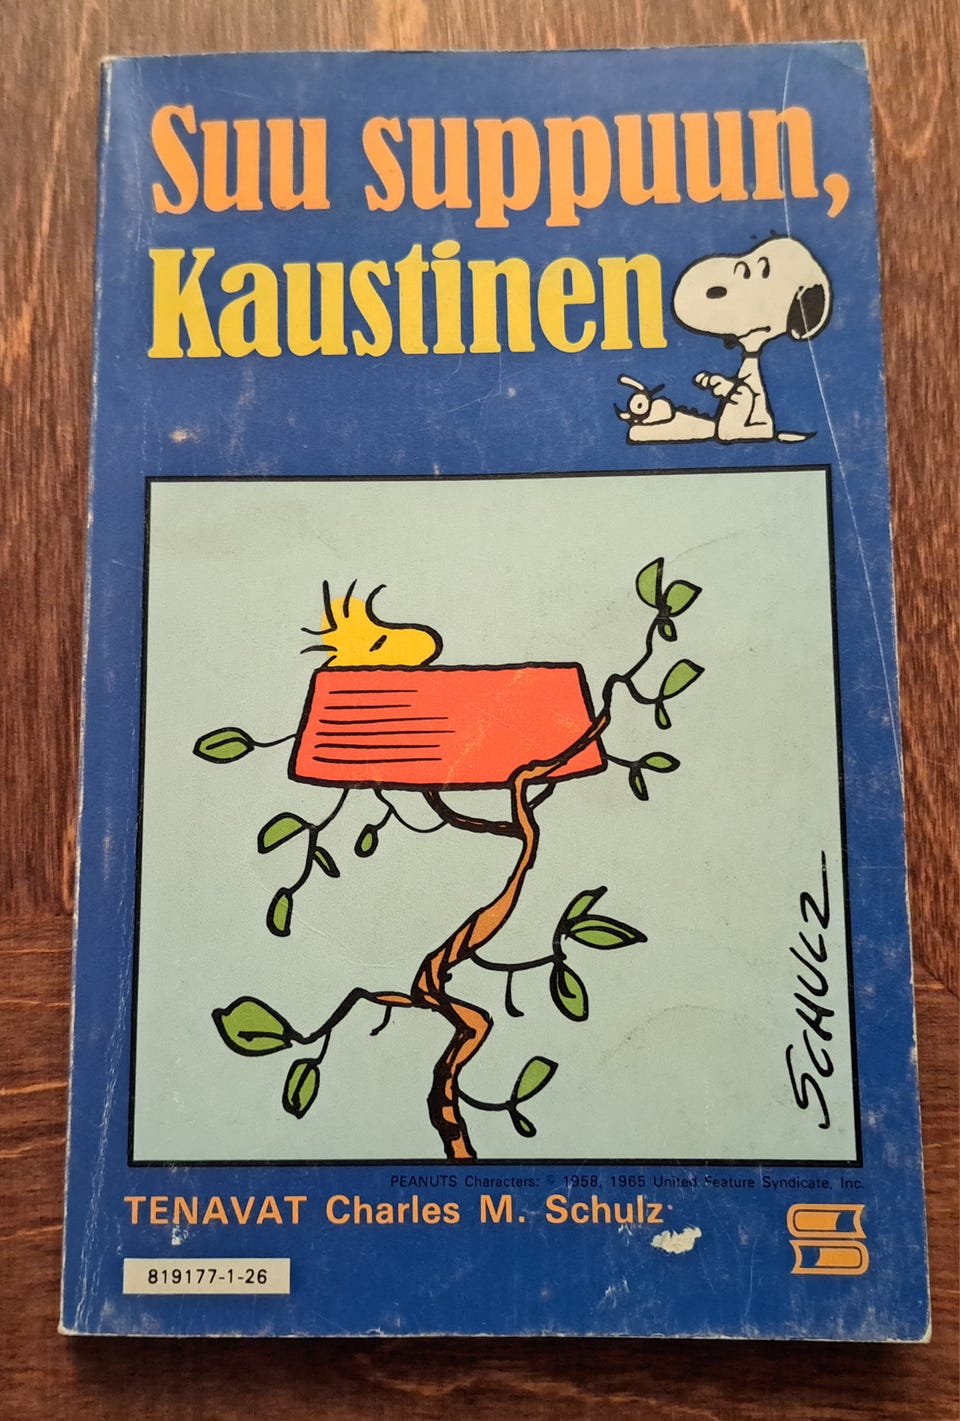 Suu suppuun,
Kaustinen
SCHULZ
PEANUTS Characters: © 1958, 1965 United Feature Syndicate, Inc.
TENAVAT Charles M. Schulz
819177-1-26